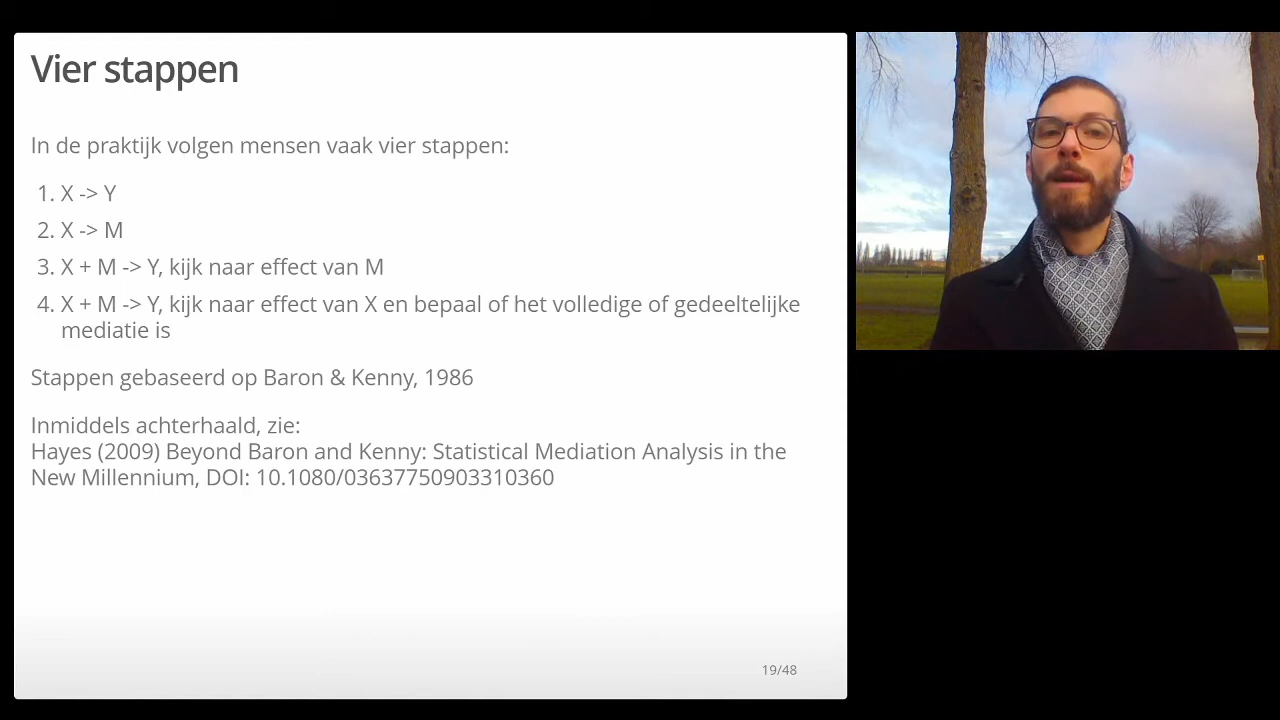 Vier stappen
In de praktijk volgen mensen vaak vier stappen:
1. X -> Y
2. X -> M
3. X + M -> Y, kijk naar effect van M
4. X + M -> Y, kijk naar effect van X en bepaal of het volledige of gedeeltelijke
mediatie is
Stappen gebaseerd op Baron & Kenny, 1986
Inmiddels achterhaald, zie:
Hayes (2009) Beyond Baron and Kenny: Statistical Mediation Analysis in the
New Millennium, DOI: 10.1080/03637750903310360
19/48